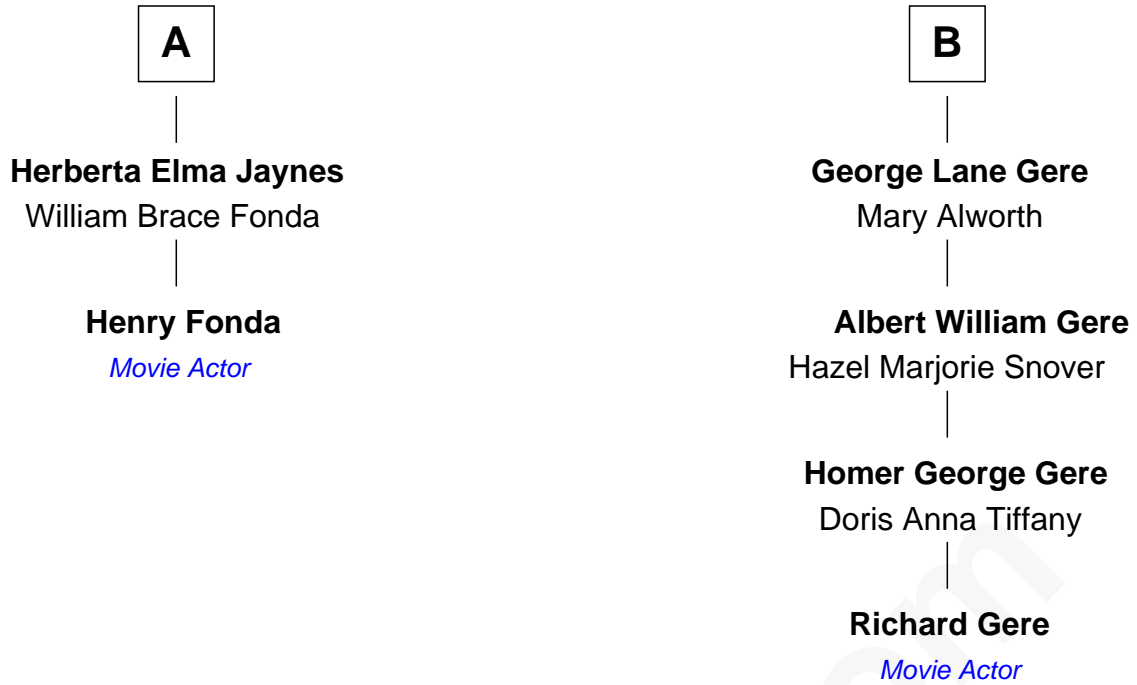 A
Herberta Elma Jaynes
William Brace Fonda
Henry Fonda
Movie Actor
B
George Lane Gere
Mary Alworth
Albert William Gere
Hazel Marjorie Snover
Homer George Gere
Doris Anna Tiffany
Richard Gere
Movie Actor